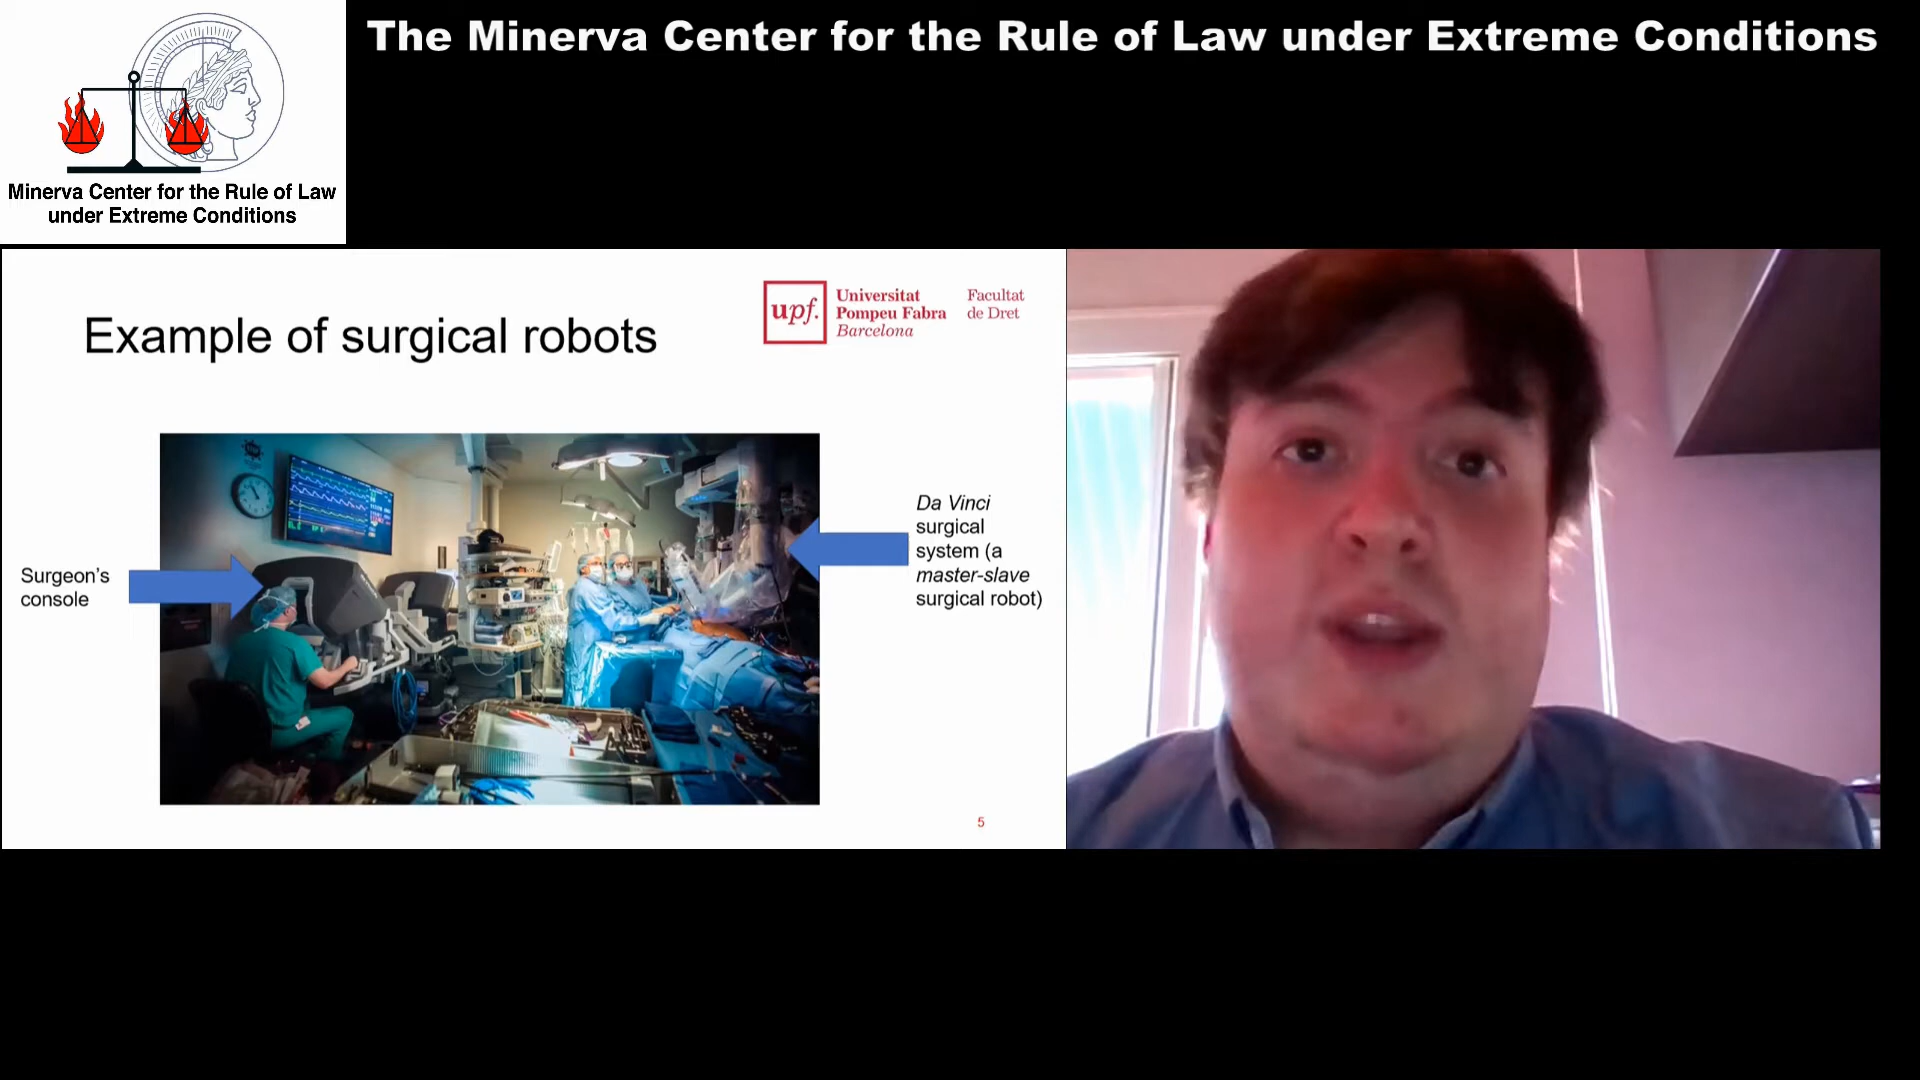 The Minerva Center for the Rule of Law under Extreme Conditions
Minerva Center for the Rule of Law
under Extreme Conditions
Example of surgical robots
upf.
Universitat
Pompeu Fabra
Barcelona
Facultat
de Dret
Surgeon's
console
Da Vinci
surgical
system (a
master-slave
surgical robot)
5